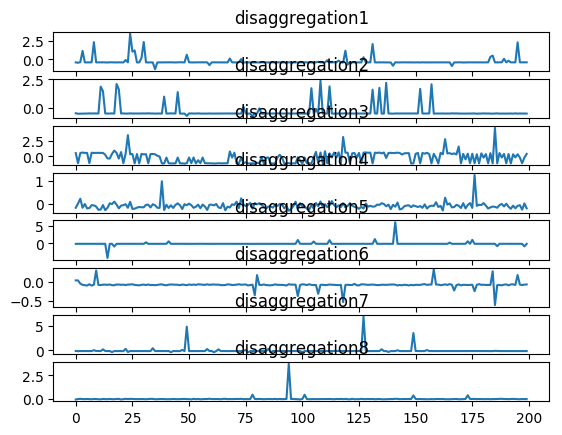 disaggregation1
2.5
0.0
disaggregation2
2.5
0.0
disaggregation3
2.5
0.0
disaggregation4
1
0
disaggregation5
5
0
disaggregation6
0.0
−0.5
disaggregation7
5
0
disaggregation8
2.5
0.0
0 25 50 75 100 125 150 175 200